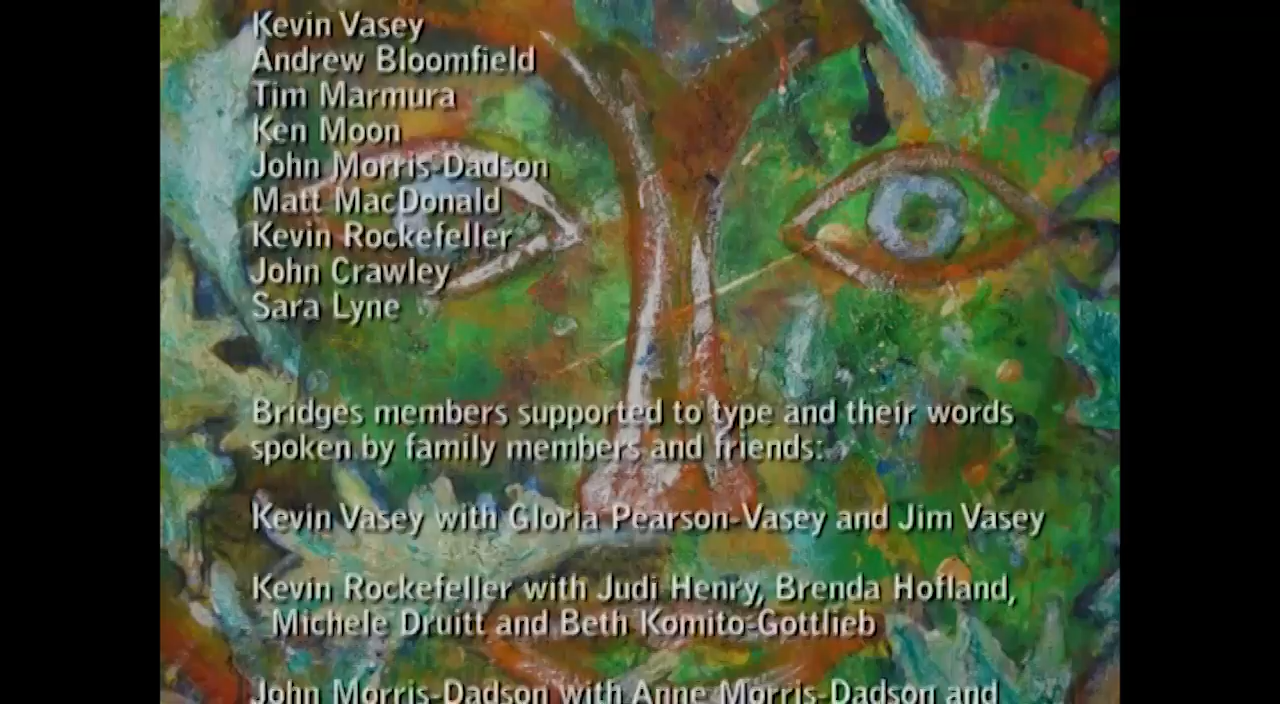 Kevin Vasey
Andrew Bloomfield
Tim Marmura
Ken Moon
John Morris-Dadson
Matt MacDonald
Kevin Rockefeller
John Crawley
Sara Lyne
Bridges members supported to type and their words
spoken by family members and friends:
Kevin Vasey with Gloria Pearson-Vasey and Jim Vasey
Kevin Rockefeller with Judi Henry, Brenda Hofland,
Michele Druitt and Beth Komito-Gottlieb
John Morris-Dadson with Anne Morris-Dadson and